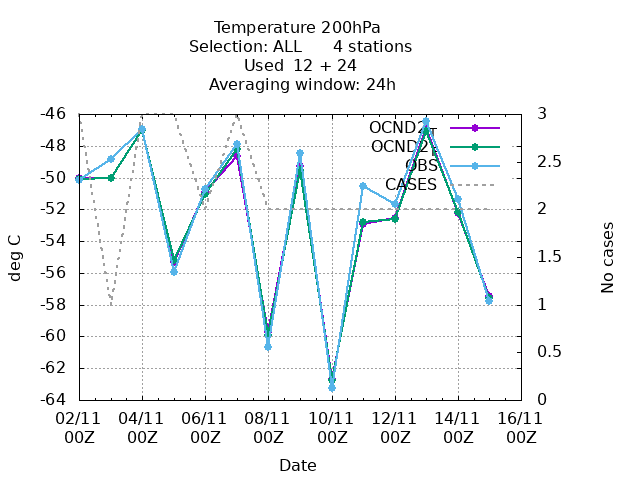 Temperature 200hPa
Selection: ALL 4 stations
Used 12 + 24
Averaging window: 24h
-46
-48
-50
-52
-54
-56
-58
-60
-62
-64
3
2.5
2
1.5
1
0.5
0
OBS
CASES
deg C
No cases
02/11 04/11 06/11 08/11 10/11 12/11 14/11 16/11
00Z 00Z 00Z 00Z 00Z 00Z 00Z 00Z
Date